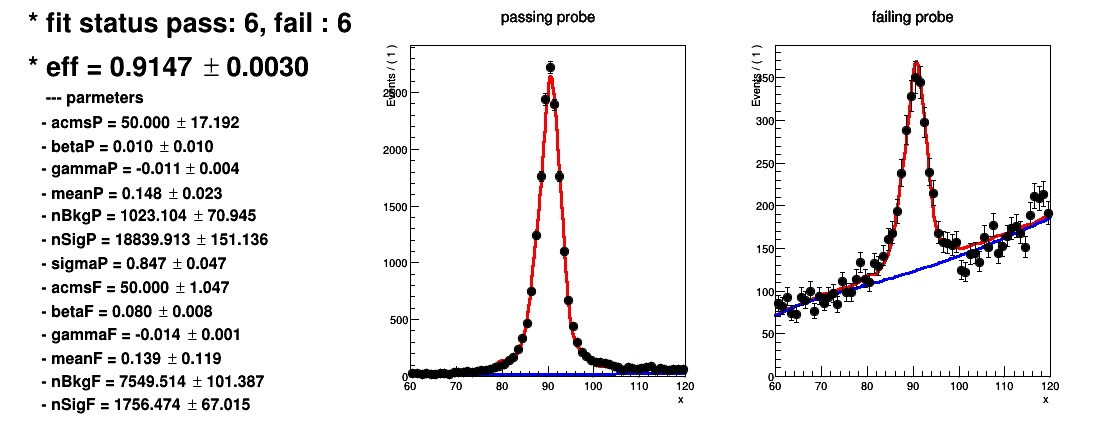 * fit status pass: 6, fail : 6
* eff = 0.9147 ± 0.0030
--- parmeters
- acmsP = 50.000 ± 17.192
- betaP = 0.010 ± 0.010
- gammaP = -0.011 ± 0.004
- meanP = 0.148 ± 0.023
- nBkgP = 1023.104 ± 70.945
- nSigP = 18839.913 ± 151.136
- sigmaP = 0.847 ± 0.047
- acmsF = 50.000 ± 1.047
- betaF = 0.080 ± 0.008
- gammaF = -0.014 ± 0.001
- meanF = 0.139 ± 0.119
- nBkgF = 7549.514 ± 101.387
- nSigF = 1756.474 ± 67.015
passing probe
Events / ( 1 )
2500
2000
1500
1000
500
0
60 70 80 90 100 110 120
x
failing probe
Events / ( 1 )
350
300
250
200
150
100
50
0
60 70 80 90 100 110 120
x